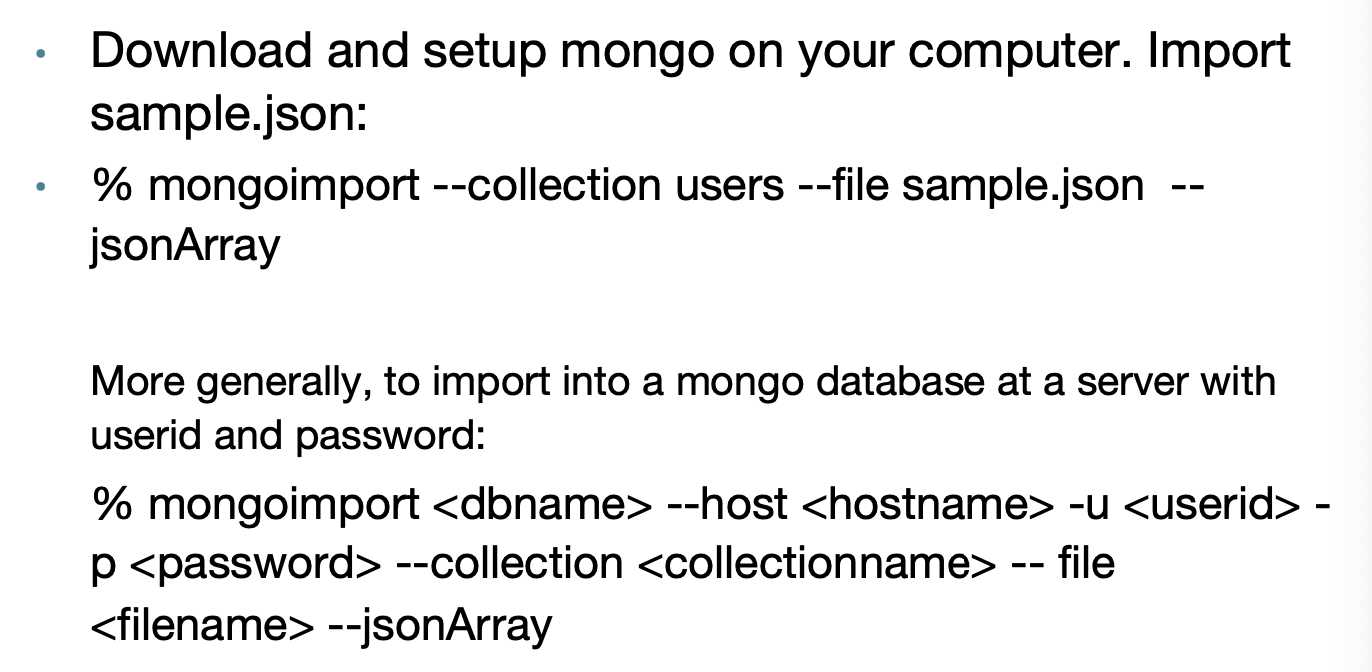 • Download and setup mongo on your computer. Import
sample.json:
• % mongoimport --collection users --file sample.json  --
jsonArray
More generally, to import into a mongo database at a server with
userid and password:
% mongoimport <dbname> --host <hostname> -u <userid> -
p <password> --collection <collectionname> -- file
<filename> --jsonArray